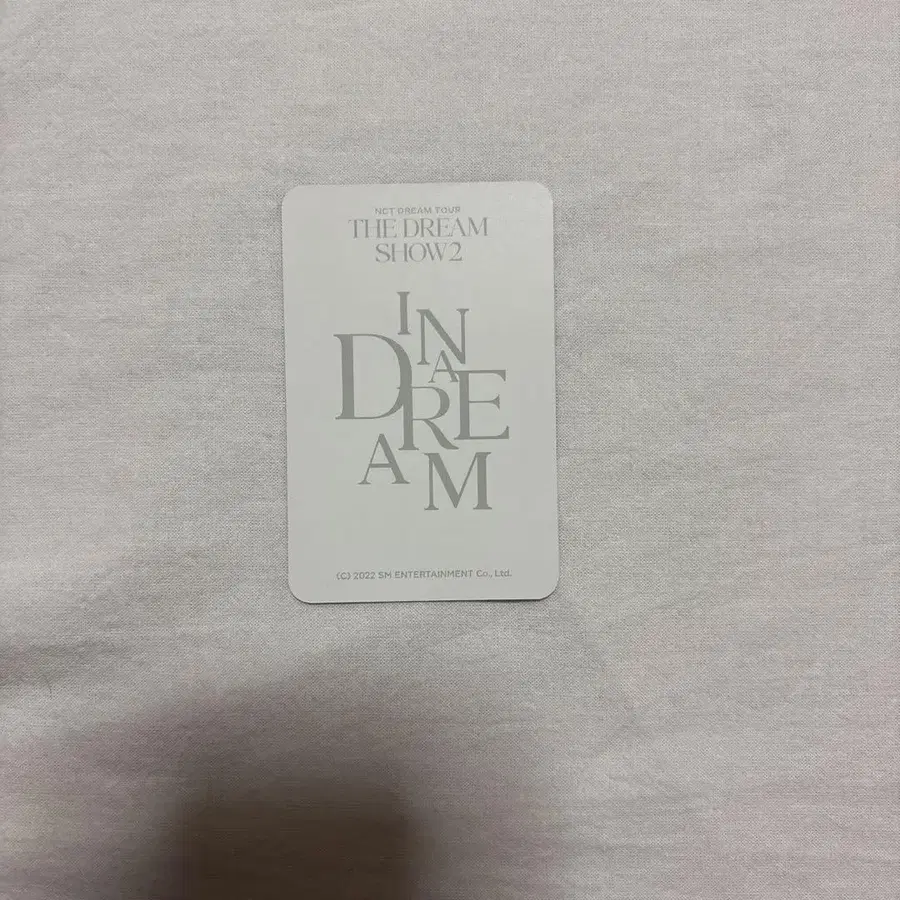 NCT DREAM TOUR
THE DREAM
SHOW2
IN
A
DREAM
(C) 2022 SM ENTERTAINMENT Co., Ltd.